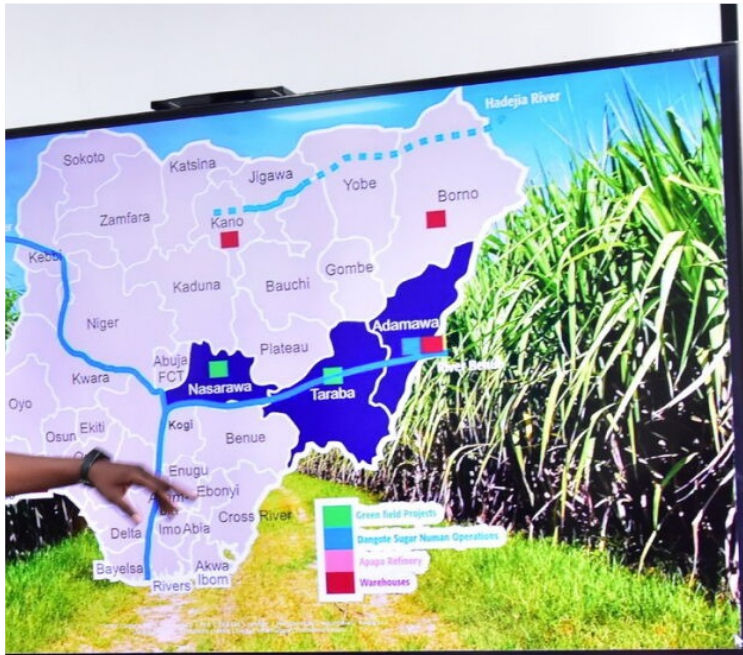 Hadejia River
Sokoto
Katsina
Jigawa
Yobe
Borno
Zamfara
Kano
Kebbi
Gombe
Kaduna
Bauchi
Niger
Adamawa
Abuja
FCT
Plateau
River
Kwara
Nasarawa
Taraba
Oyo
Kogi
Osun
Ekiti
Benue
Enugu
Ebonyi
Cross River
Delta
Imo
Abia
Bayelsa
Rivers
Akwa
Ibom
Green field Projects
Dangote Sugar Numan Operations
Apapa Refinery
Warehouses